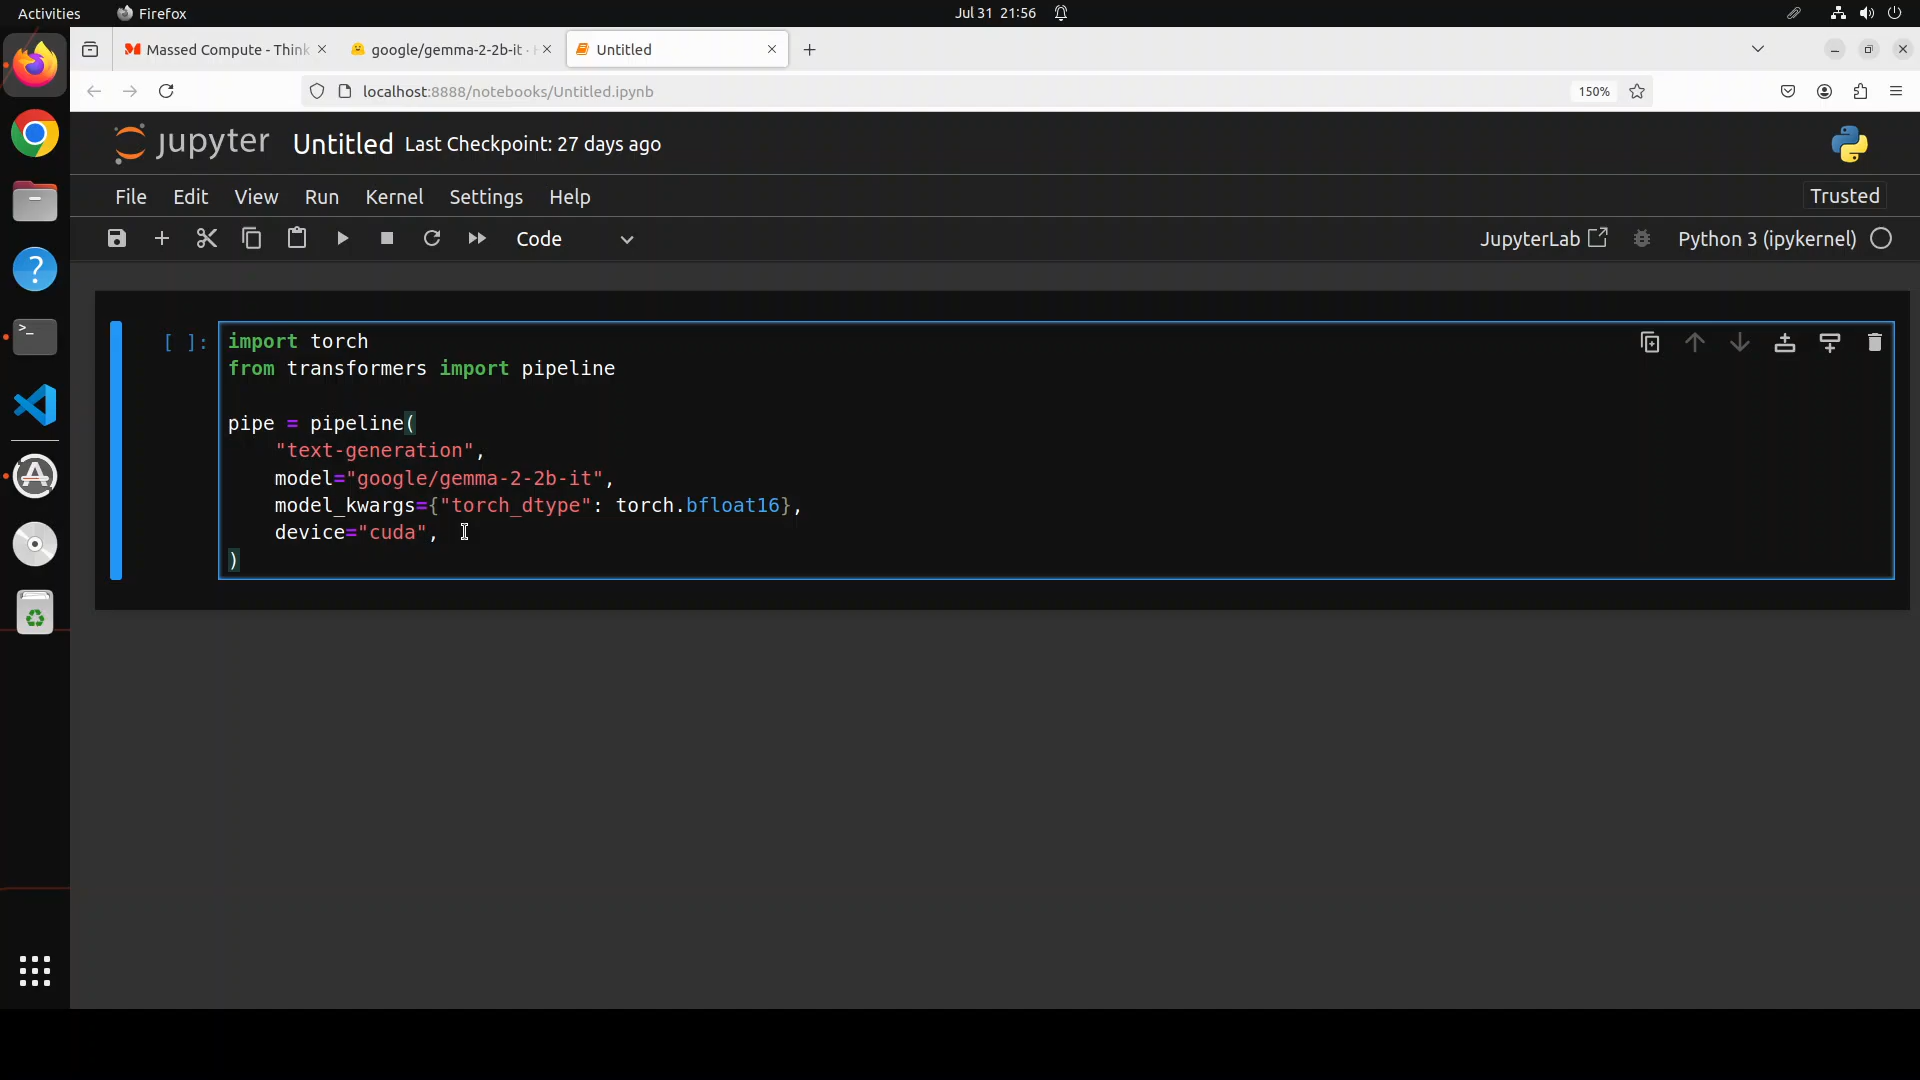 Activities Firefox Jul 31 21:56
Massed Compute - Think google/gemma-2-2b-it - Untitled
localhost:8888/notebooks/Untitled.ipynb 150%
jupyter Untitled Last Checkpoint: 27 days ago
File Edit View Run Kernel Settings Help Trusted
Code JupyterLab Python 3 (ipykernel)
[ ]: import torch
from transformers import pipeline
pipe = pipeline(
"text-generation",
model="google/gemma-2-2b-it",
model_kwargs={"torch_dtype": torch.bfloat16},
device="cuda",
)